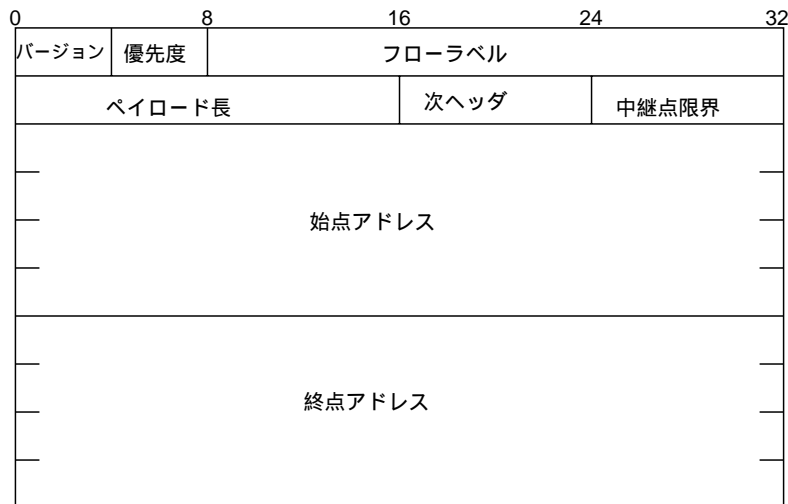 0 8 16 24 32
バージョン 優先度 フローラベル
ペイロード長 次ヘッダ 中継点限界
始点アドレス
終点アドレス